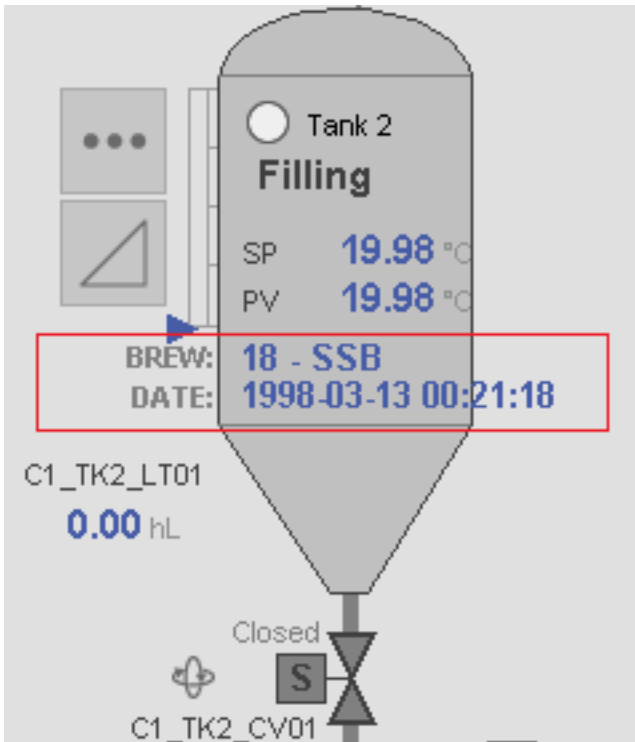 Tank 2
Filling
SP 19.98 °C
PV 19.98 °C
BREW: 18 - SSB
DATE: 1998-03-13 00:21:18
C1_TK2_LT01
0.00 hL
Closed
S
C1_TK2_CV01